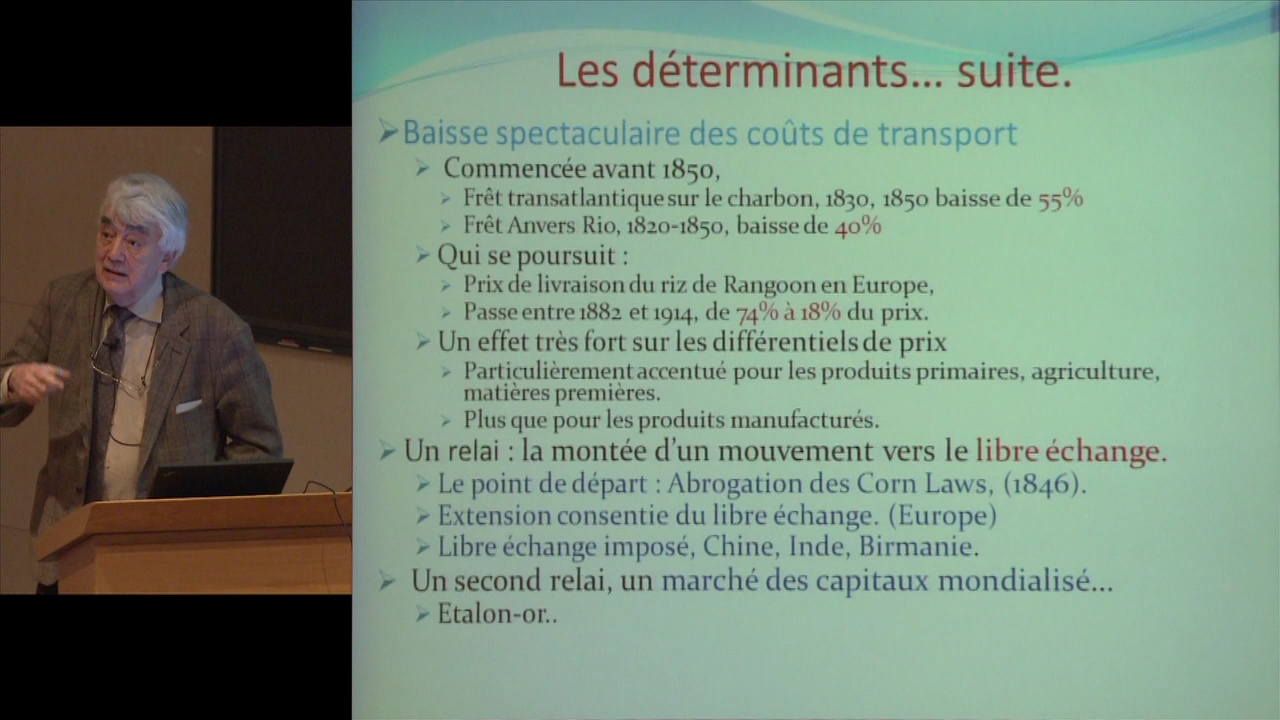 Les déterminants... suite.
Baisse spectaculaire des coûts de transport
Commencée avant 1850,
Frêt transatlantique sur le charbon, 1830, 1850 baisse de 55%
Frêt Anvers Rio, 1820-1850, baisse de 40%
Qui se poursuit :
Prix de livraison du riz de Rangoon en Europe,
Passe entre 1882 et 1914, de 74% à 18% du prix.
Un effet très fort sur les différentiels de prix
Particulièrement accentué pour les produits primaires, agriculture,
matières premières.
Plus que pour les produits manufacturés.
Un relai : la montée d'un mouvement vers le libre échange.
Le point de départ : Abrogation des Corn Laws, (1846).
Extension consentie du libre échange. (Europe)
Libre échange imposé, Chine, Inde, Birmanie.
Un second relai, un marché des capitaux mondialisé...
Etalon-or..